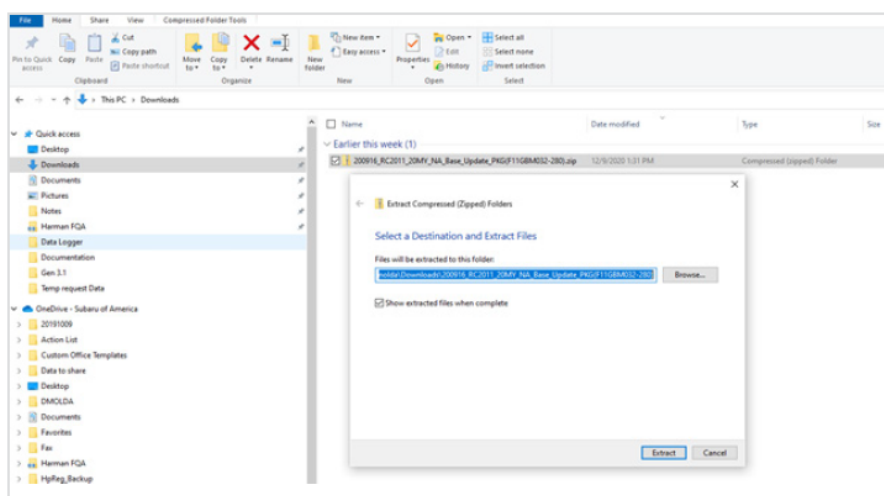 File Home Share View Compressed Folder Tools
Pin to Quick access
Copy
Paste
Cut
Copy path
Paste shortcut
Clipboard
Move to
Copy to
Delete
Rename
Organize
New folder
New item
Easy access
New
Properties
Open
Edit
History
Open
Select all
Select none
Invert selection
Select
This PC > Downloads
Name Date modified Type Size
Earlier this week (1)
200916_RC2011_20MY_NA_Base_Update_PKG(F11GBM032-280).zip 12/9/2020 1:31 PM Compressed (zipped) Folder
Quick access
Desktop
Downloads
Documents
Pictures
Notes
Harman FQA
Data Logger
Documentation
Gen 3.1
Temp request Data
OneDrive - Subaru of America
20191009
Action List
Custom Office Templates
Data to share
Desktop
DMOLDA
Documents
Favorites
Fax
Harman FQA
HpReg_Backup
Extract Compressed (Zipped) Folders
Select a Destination and Extract Files
Files will be extracted to this folder:
nolda\Downloads\200916_RC2011_20MY_NA_Base_Update_PKG(F11GBM032-280) Browse...
Show extracted files when complete
Extract Cancel